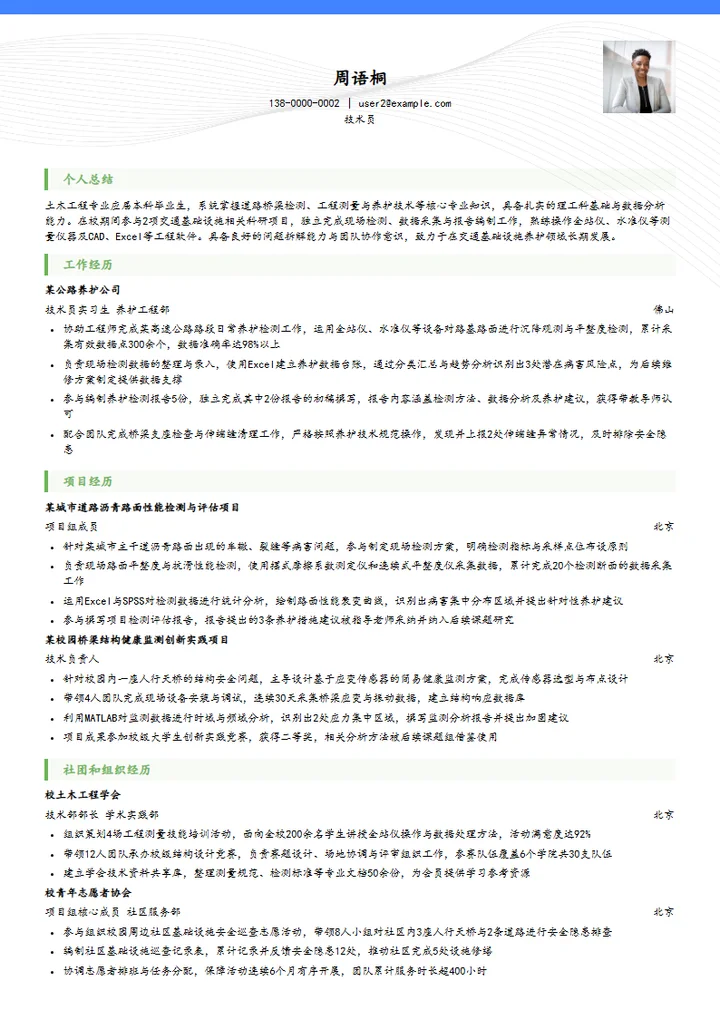 周语桐
138-0000-0002 | user2@example.com
技术员
个人总结
土木工程专业应届本科毕业生，系统掌握道路桥梁检测、工程测量与养护技术等核心专业知识，具备扎实的理工科基础与数据分析
能力。在校期间参与2项交通基础设施相关科研项目，独立完成现场检测、数据采集与报告编制工作，熟练操作全站仪、水准仪等测
量仪器及CAD、Excel等工程软件。具备良好的问题拆解能力与团队协作意识，致力于在交通基础设施养护领域长期发展。
工作经历
某公路养护公司
技术员实习生 养护工程部 佛山
• 协助工程师完成某高速公路路段日常养护检测工作，运用全站仪、水准仪等设备对路基路面进行沉降观测与平整度检测，累计采
集有效数据点300余个，数据准确率达98%以上
• 负责现场检测数据的整理与录入，使用Excel建立养护数据台账，通过分类汇总与趋势分析识别出3处潜在病害风险点，为后续维
修方案制定提供数据支撑
• 参与编制养护检测报告5份，独立完成其中2份报告的初稿撰写，报告内容涵盖检测方法、数据分析及养护建议，获得带教导师认
可
• 配合团队完成桥梁支座检查与伸缩缝清理工作，严格按照养护技术规范操作，发现并上报2处伸缩缝异常情况，及时排除安全隐
患
项目经历
某城市道路沥青路面性能检测与评估项目
项目组成员 北京
• 针对某城市主干道沥青路面出现的车辙、裂缝等病害问题，参与制定现场检测方案，明确检测指标与采样点位布设原则
• 负责现场路面平整度与抗滑性能检测，使用摆式摩擦系数测定仪和连续式平整度仪采集数据，累计完成20个检测断面的数据采集
工作
• 运用Excel与SPSS对检测数据进行统计分析，绘制路面性能衰变曲线，识别出病害集中分布区域并提出针对性养护建议
• 参与撰写项目检测评估报告，报告提出的3条养护措施建议被指导老师采纳并纳入后续课题研究
某校园桥梁结构健康监测创新实践项目
技术负责人 北京
• 针对校园内一座人行天桥的结构安全问题，主导设计基于应变传感器的简易健康监测方案，完成传感器选型与布点设计
• 带领4人团队完成现场设备安装与调试，连续30天采集桥梁应变与振动数据，建立结构响应数据库
• 利用MATLAB对监测数据进行时域与频域分析，识别出2处应力集中区域，撰写监测分析报告并提出加固建议
• 项目成果参加校级大学生创新实践竞赛，获得二等奖，相关分析方法被后续课题组借鉴使用
社团和组织经历
校土木工程学会
技术部部长 学术实践部 北京
• 组织策划4场工程测量技能培训活动，面向全校200余名学生讲授全站仪操作与数据处理方法，活动满意度达92%
• 带领12人团队承办校级结构设计竞赛，负责赛题设计、场地协调与评审组织工作，参赛队伍覆盖6个学院共30支队伍
• 建立学会技术资料共享库，整理测量规范、检测标准等专业文档50余份，为会员提供学习参考资源
校青年志愿者协会
项目组核心成员 社区服务部 北京
• 参与组织校园周边社区基础设施安全巡查志愿活动，带领8人小组对社区内3座人行天桥与2条道路进行安全隐患排查
• 编制社区基础设施巡查记录表，累计记录并反馈安全隐患12处，推动社区完成5处设施修缮
• 协调志愿者排班与任务分配，保障活动连续6个月有序开展，团队累计服务时长超400小时